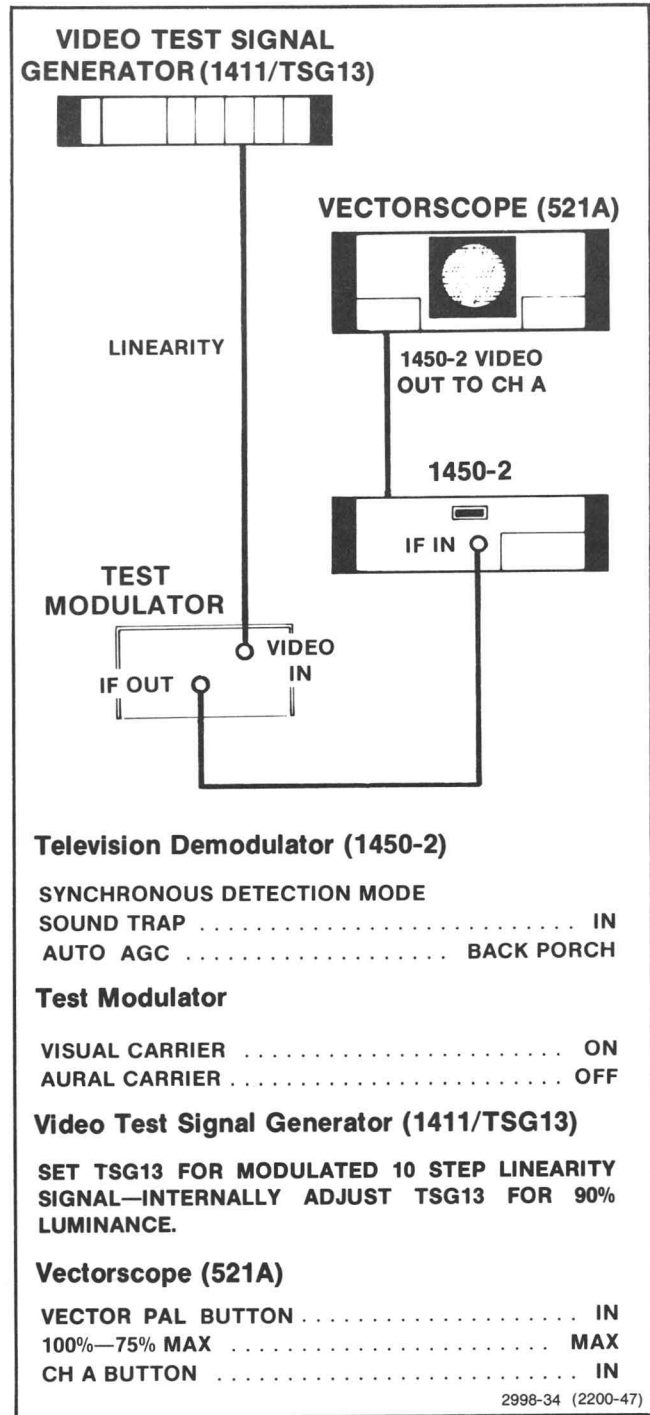 VIDEO TEST SIGNAL
GENERATOR (1411/TSG13)
VECTORSCOPE (521A)
LINEARITY
1450-2 VIDEO
OUT TO CH A
1450-2
IF IN
TEST
MODULATOR
VIDEO
IN
IF OUT
Television Demodulator (1450-2)
SYNCHRONOUS DETECTION MODE
SOUND TRAP . . . . . . . . . . . . . . . . . . . . . . . . . . . IN
AUTO AGC . . . . . . . . . . . . . . . . . . . BACK PORCH
Test Modulator
VISUAL CARRIER . . . . . . . . . . . . . . . . . . . . . . . . ON
AURAL CARRIER . . . . . . . . . . . . . . . . . . . . . . . . OFF
Video Test Signal Generator (1411/TSG13)
SET TSG13 FOR MODULATED 10 STEP LINEARITY
SIGNAL—INTERNALLY ADJUST TSG13 FOR 90%
LUMINANCE.
Vectorscope (521A)
VECTOR PAL BUTTON . . . . . . . . . . . . . . . . . . . . IN
100%—75% MAX . . . . . . . . . . . . . . . . . . . . . . . MAX
CH A BUTTON . . . . . . . . . . . . . . . . . . . . . . . . . . IN
2998-34 (2200-47)